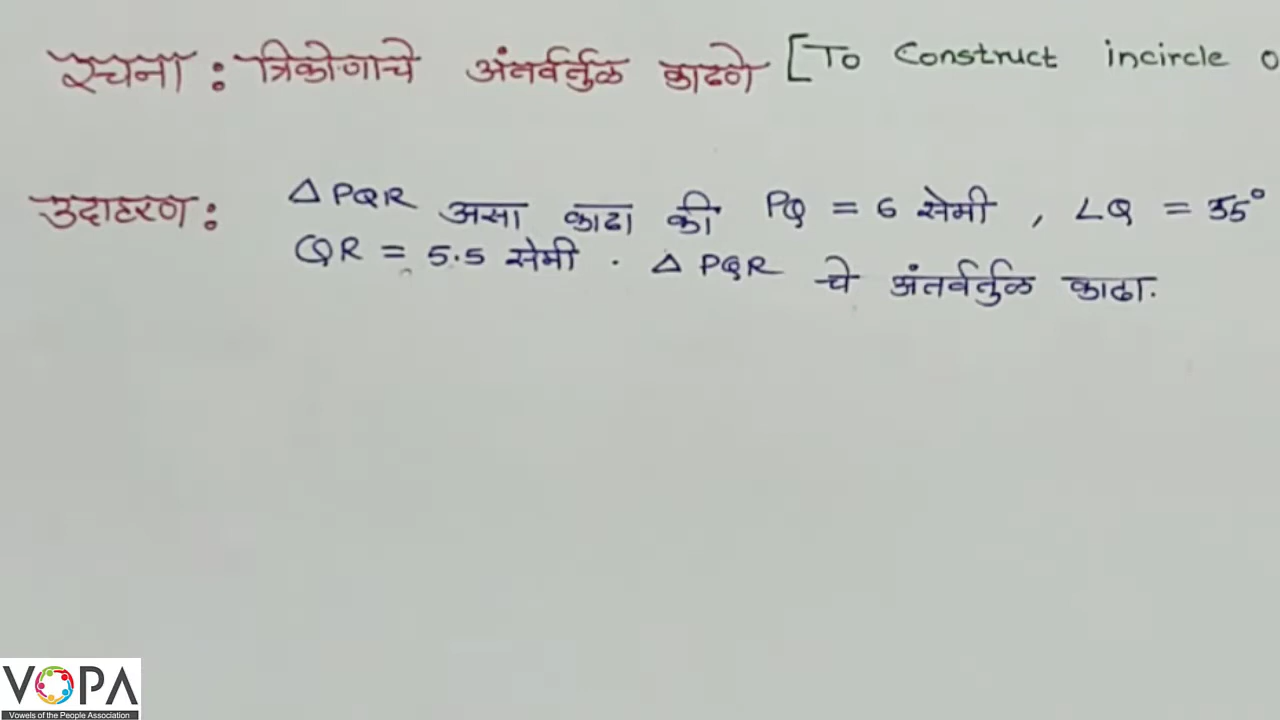 रचना : त्रिकोणाचे अंतर्वर्तुळ काढणे [To Construct incircle o
उदाहरण : △ PQR असा काढा की PQ = 6 सेमी , ∠Q = 35°
QR = 5.5 सेमी . △ PQR चे अंतर्वर्तुळ काढा.
VOPA
Vowels of the People Association